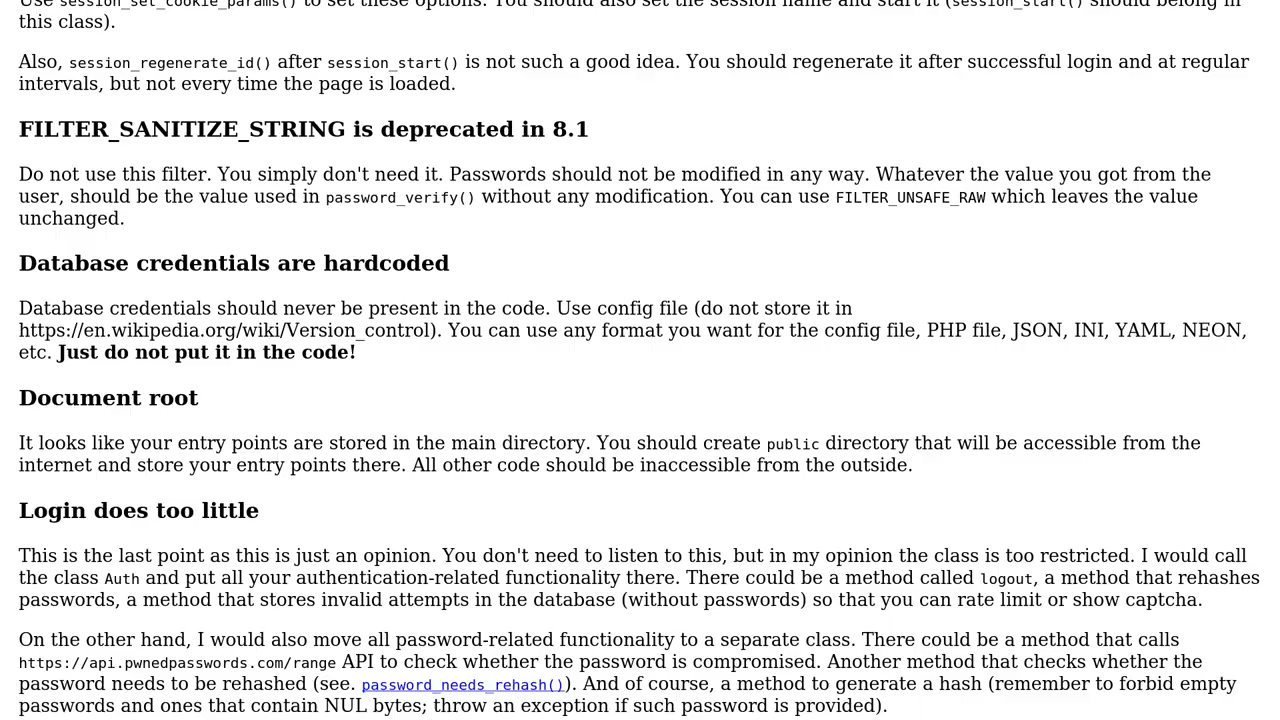 Use session_set_cookie_params() to set these options. You should also set the session name and start it (session_start() should belong in
this class).
Also, session_regenerate_id() after session_start() is not such a good idea. You should regenerate it after successful login and at regular
intervals, but not every time the page is loaded.
FILTER_SANITIZE_STRING is deprecated in 8.1
Do not use this filter. You simply don't need it. Passwords should not be modified in any way. Whatever the value you got from the
user, should be the value used in password_verify() without any modification. You can use FILTER_UNSAFE_RAW which leaves the value
unchanged.
Database credentials are hardcoded
Database credentials should never be present in the code. Use config file (do not store it in
https://en.wikipedia.org/wiki/Version_control). You can use any format you want for the config file, PHP file, JSON, INI, YAML, NEON,
etc. Just do not put it in the code!
Document root
It looks like your entry points are stored in the main directory. You should create public directory that will be accessible from the
internet and store your entry points there. All other code should be inaccessible from the outside.
Login does too little
This is the last point as this is just an opinion. You don't need to listen to this, but in my opinion the class is too restricted. I would call
the class Auth and put all your authentication-related functionality there. There could be a method called logout, a method that rehashes
passwords, a method that stores invalid attempts in the database (without passwords) so that you can rate limit or show captcha.
On the other hand, I would also move all password-related functionality to a separate class. There could be a method that calls
https://api.pwnedpasswords.com/range API to check whether the password is compromised. Another method that checks whether the
password needs to be rehashed (see. password_needs_rehash()). And of course, a method to generate a hash (remember to forbid empty
passwords and ones that contain NUL bytes; throw an exception if such password is provided).